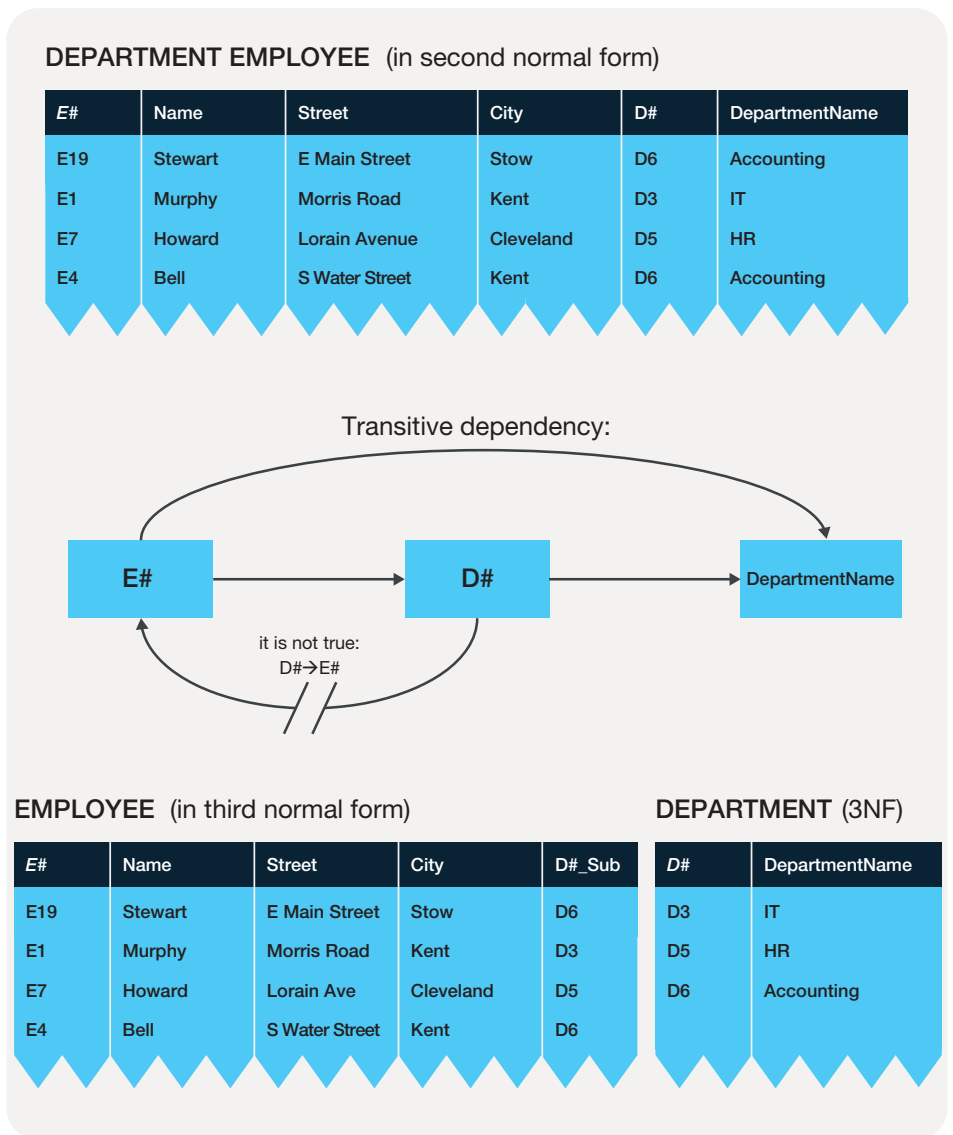 DEPARTMENT EMPLOYEE (in second normal form)
E# Name Street City D# DepartmentName
E19 Stewart E Main Street Stow D6 Accounting
E1 Murphy Morris Road Kent D3 IT
E7 Howard Lorain Avenue Cleveland D5 HR
E4 Bell S Water Street Kent D6 Accounting
Transitive dependency:
E# D# DepartmentName
it is not true:
D#→E#
EMPLOYEE (in third normal form)
E# Name Street City D#_Sub
E19 Stewart E Main Street Stow D6
E1 Murphy Morris Road Kent D3
E7 Howard Lorain Ave Cleveland D5
E4 Bell S Water Street Kent D6
DEPARTMENT (3NF)
D# DepartmentName
D3 IT
D5 HR
D6 Accounting